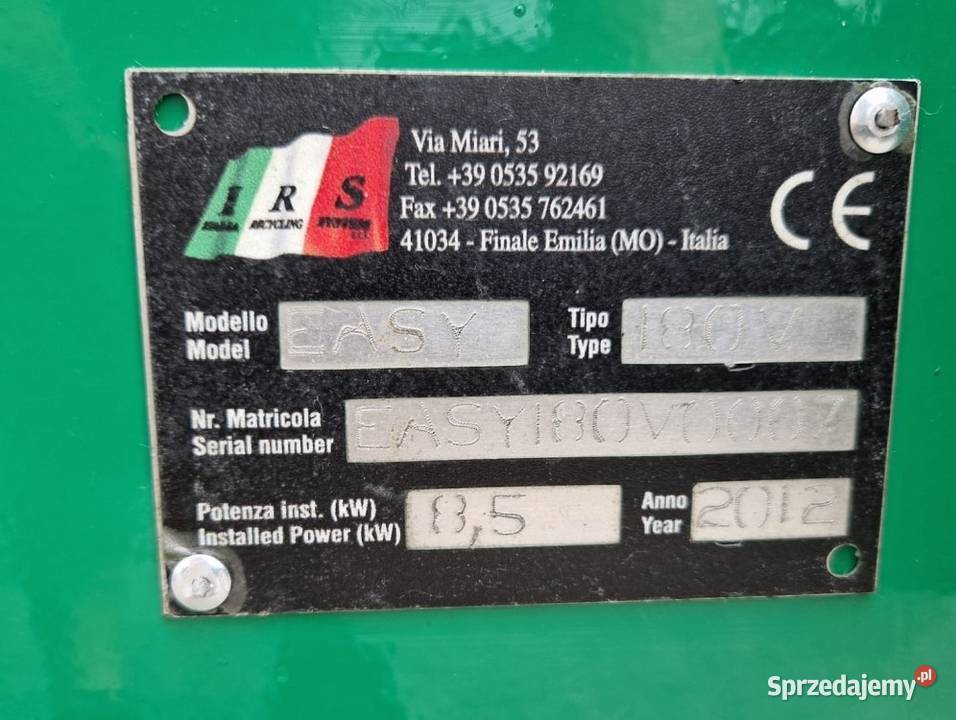 Via Miari, 53
Tel. +39 0535 92169
Fax +39 0535 762461
41034 - Finale Emilia (MO) - Italia
I R S
ITALIA RECYCLING
CE
Modello
Model
EASY
Tipo
Type
180V
Nr. Matricola
Serial number
Potenza inst. (kW)
Installed Power (kW)
8,5
Anno
Year
2012
Sprzedajemy.pl